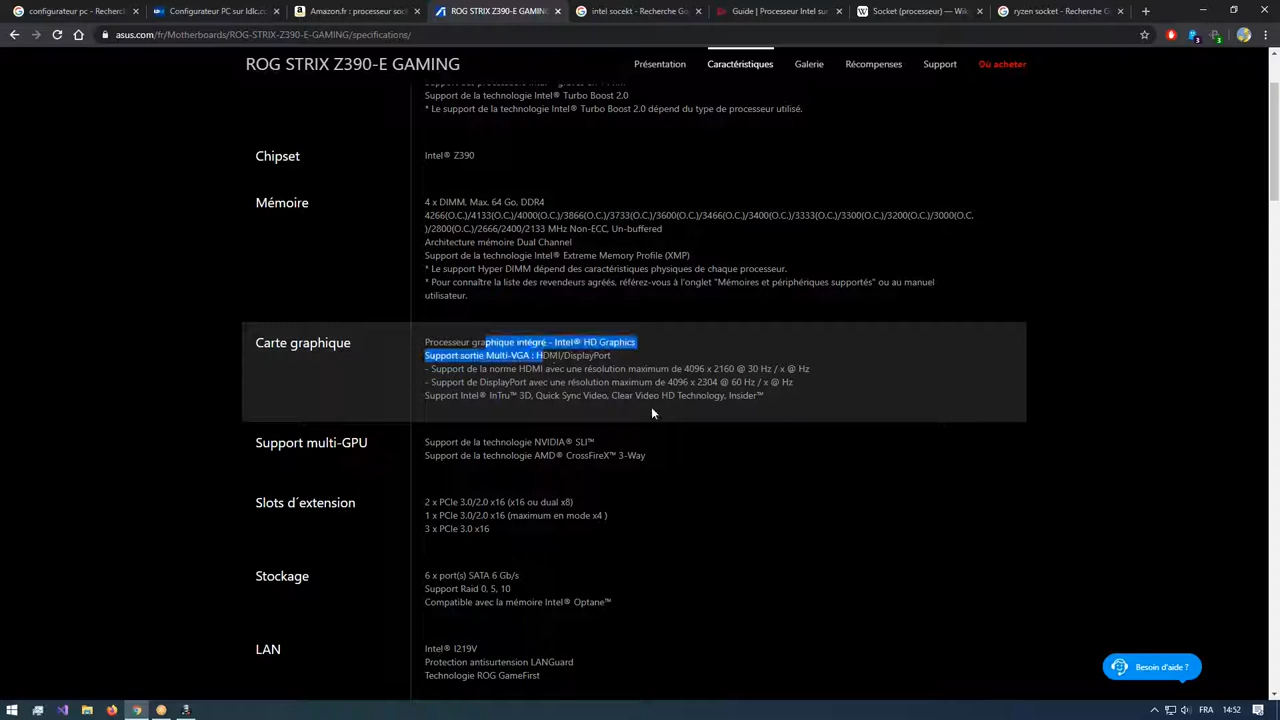 configurateur pc - Recherc
Configurateur PC sur ldlc.co
Amazon.fr : processeur sock
ROG STRIX Z390-E GAMING
intel socekt - Recherche Go
Guide | Processeur Intel sur
Socket (processeur) — Wiki
ryzen socket - Recherche G
asus.com/fr/Motherboards/ROG-STRIX-Z390-E-GAMING/specifications/
ROG STRIX Z390-E GAMING
Présentation
Caractéristiques
Galerie
Récompenses
Support
Où acheter
Support de la technologie Intel® Turbo Boost 2.0
* Le support de la technologie Intel® Turbo Boost 2.0 dépend du type de processeur utilisé.
Chipset
Intel® Z390
Mémoire
4 x DIMM, Max. 64 Go, DDR4
4266(O.C.)/4133(O.C.)/4000(O.C.)/3866(O.C.)/3733(O.C.)/3600(O.C.)/3466(O.C.)/3400(O.C.)/3333(O.C.)/3300(O.C.)/3200(O.C.)/3000(O.C.
)/2800(O.C.)/2666/2400/2133 MHz Non-ECC, Un-buffered
Architecture mémoire Dual Channel
Support de la technologie Intel® Extreme Memory Profile (XMP)
* Le support Hyper DIMM dépend des caractéristiques physiques de chaque processeur.
* Pour connaître la liste des revendeurs agréés, référez-vous à l'onglet "Mémoires et périphériques supportés" ou au manuel
utilisateur.
Carte graphique
Processeur graphique intégré - Intel® HD Graphics
Support sortie Multi-VGA : HDMI/DisplayPort
- Support de la norme HDMI avec une résolution maximum de 4096 x 2160 @ 30 Hz / x @ Hz
- Support de DisplayPort avec une résolution maximum de 4096 x 2304 @ 60 Hz / x @ Hz
Support Intel® InTru™ 3D, Quick Sync Video, Clear Video HD Technology, Insider™
Support multi-GPU
Support de la technologie NVIDIA® SLI™
Support de la technologie AMD® CrossFireX™ 3-Way
Slots d´extension
2 x PCIe 3.0/2.0 x16 (x16 ou dual x8)
1 x PCIe 3.0/2.0 x16 (maximum en mode x4 )
3 x PCIe 3.0 x16
Stockage
6 x port(s) SATA 6 Gb/s
Support Raid 0, 5, 10
Compatible avec la mémoire Intel® Optane™
LAN
Intel® I219V
Protection antisurtension LANGuard
Technologie ROG GameFirst
Besoin d'aide ?
FRA
14:52